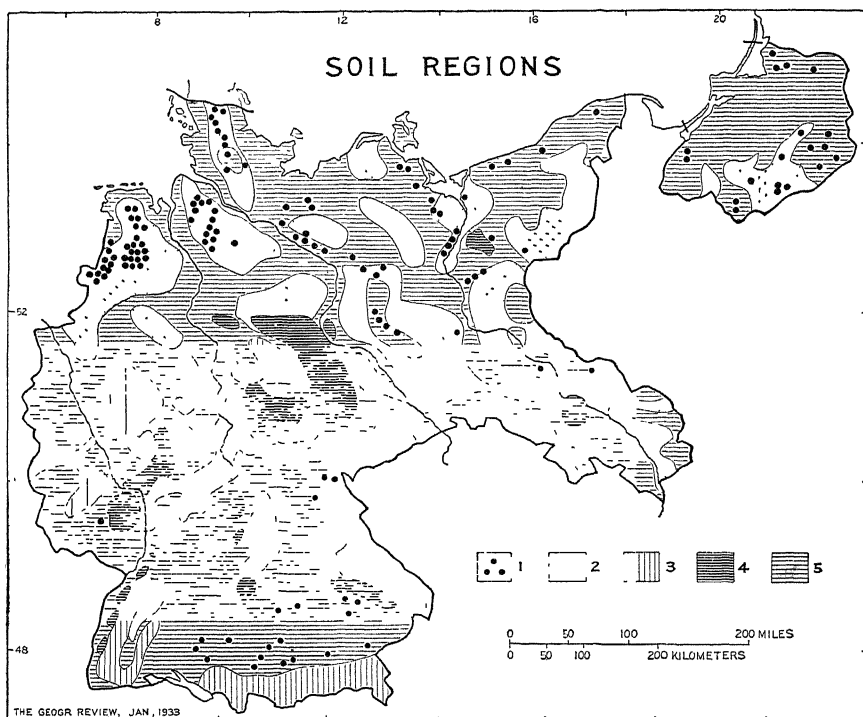 8 12 16 20
SOIL REGIONS
52
48
1 2 3 4 5
0 50 100 200 MILES
0 50 100 200 KILOMETERS
THE GEOGR REVIEW, JAN, 1933